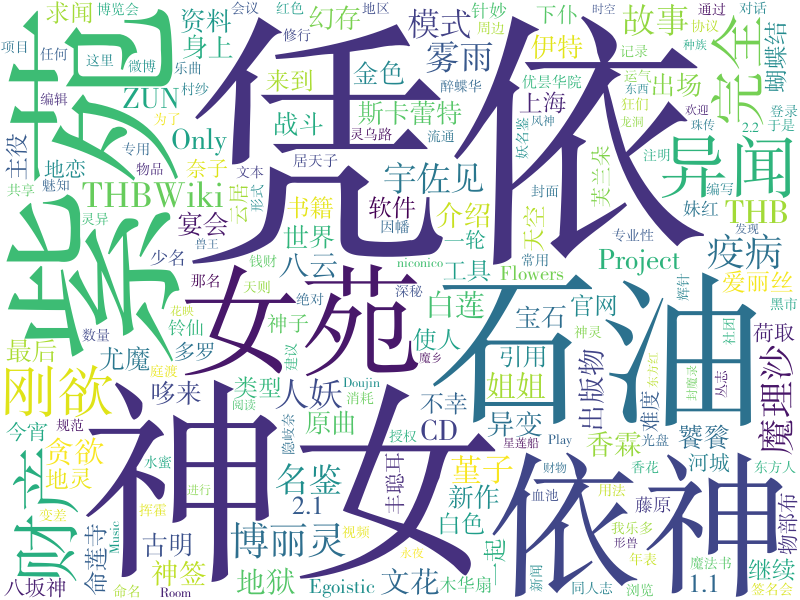 凭依
女苑
石油
神女
依神
紫苑
异闻
完全
刚欲
财产
魔理沙
疫病
博丽灵
THBWiki
THB
ZUN
Only
Project
CD
Egoistic
Flowers
Doujin
niconico
Play
Music
Room
2.1
1.1
2.2
求闻
资料
身上
博览会
会议
红色
地区
幻存
模式
针妙
周边
下仆
通过
对话
时空
协议
故事
项目
任何
这里
微博
乐曲
修行
雾雨
伊特
记录
种族
蝴蝶结
编辑
村纱
来到
金色
醉蝶华
优昙华院
运气
东西
出场
主役
为了
斯卡蕾特
上海
狂们
欢迎
登录
于是
战斗
灵乌路
流通
妖名鉴
风神
龙洞
珠传
地恋
专用
物品
奈子
居天子
文本
形式
宇佐见
芙兰朵
注明
共享
魅知
云居
书籍
软件
介绍
封面
天空
编写
妹红
灵异
兽王
宴会
世界
因幡
一轮
专业性
发现
少名
钱财
八云
工具
常用
爱丽丝
那名
天则
绝对
深秘
白莲
官网
辉针
黑市
花映
数量
铃仙
神子
使人
宝石
神灵
荷取
最后
尤魔
多罗
建议
魔乡
引用
社团
庭渡
哆来
类型
人妖
消耗
不幸
出版物
姐姐
难度
封魔录
丛志
东方红
今宵
规范
阅读
原曲
授权
异变
星莲船
香霖
饕餮
贪欲
地灵
水蜜
隐岐奈
名鉴
丰聪耳
堇子
光盘
河城
东方人
变差
挥霍
进行
新作
财物
香花
藤原
物部布
命莲寺
古明
白色
视频
一起
血池
用法
我乐多
形兽
年表
魔法书
继续
八坂神
命名
神签
地狱
文花
永夜
木华扇
新闻
同人志
浏览
签名会